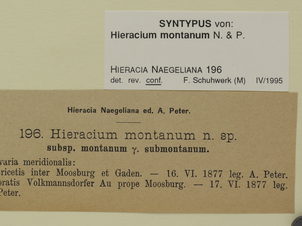 SYNTYPUS von:
Hieracium montanum N. & P.
HIERACIA NAEGELIANA 196
det. rev. conf. F. Schuhwerk (M) IV/1995
Hieracia Naegeliana ed. A. Peter.
196. Hieracium montanum n. sp.
subsp. montanum γ. submontanum.
varia meridionalis:
ricetis inter Moosburg et Gaden. — 16. VI. 1877 leg. A. Peter.
oratis Volkmannsdorfer Au prope Moosburg. — 17. VI. 1877 leg.
Peter.